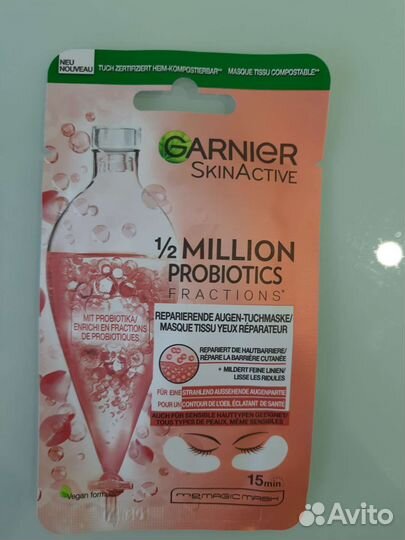 NEU
NOUVEAU
TUCH ZERTIFIZIERT HEIM-KOMPOSTIERBAR** - MASQUE TISSU COMPOSTABLE**
GARNIER
SKINACTIVE
½ MILLION
PROBIOTICS
FRACTIONS*
MIT PROBIOTIKA/
ENRICHI EN FRACTIONS
DE PROBIOTIQUES
REPARIERENDE AUGEN-TUCHMASKE/
MASQUE TISSU YEUX RÉPARATEUR
REPARIERT DIE HAUTBARRIERE/
RÉPARE LA BARRIÈRE CUTANÉE
+ MILDERT FEINE LINIEN/
LISSE LES RIDULES
FÜR EINE STRAHLEND AUSSEHENDE AUGENPARTIE
POUR UN CONTOUR DE L'ŒIL ÉCLATANT DE SANTÉ
AUCH FÜR SENSIBLE HAUTTYPEN GEEIGNET/
TOUS TYPES DE PEAUX, MÊME SENSIBLES
15min
Vegan formula
Avito